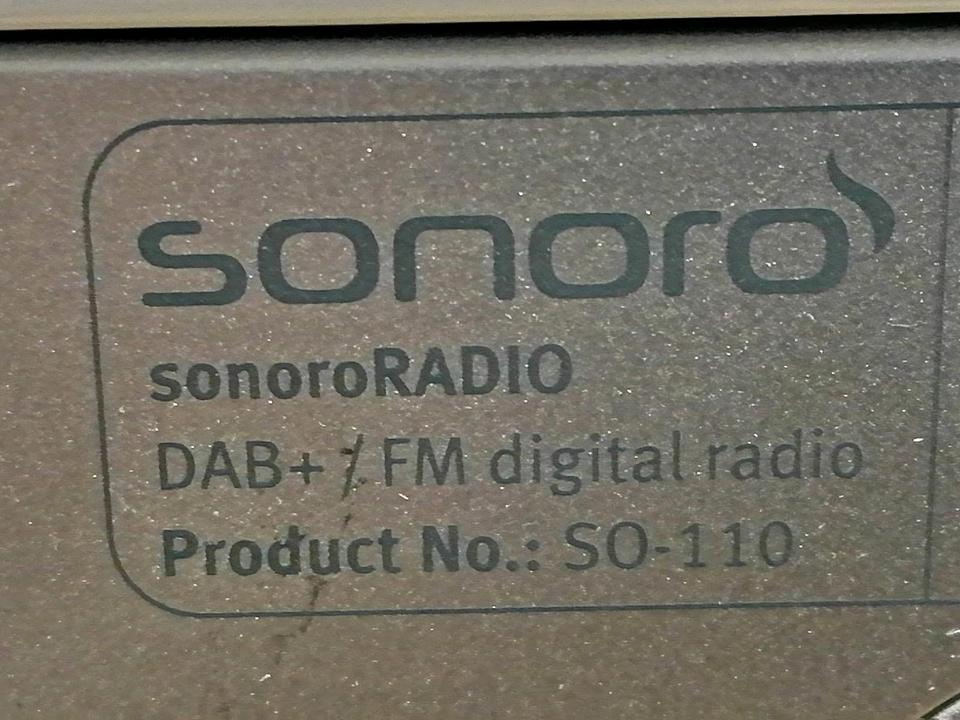 sonoro
sonoroRADIO
DAB+ / FM digital radio
Product No.: SO-110